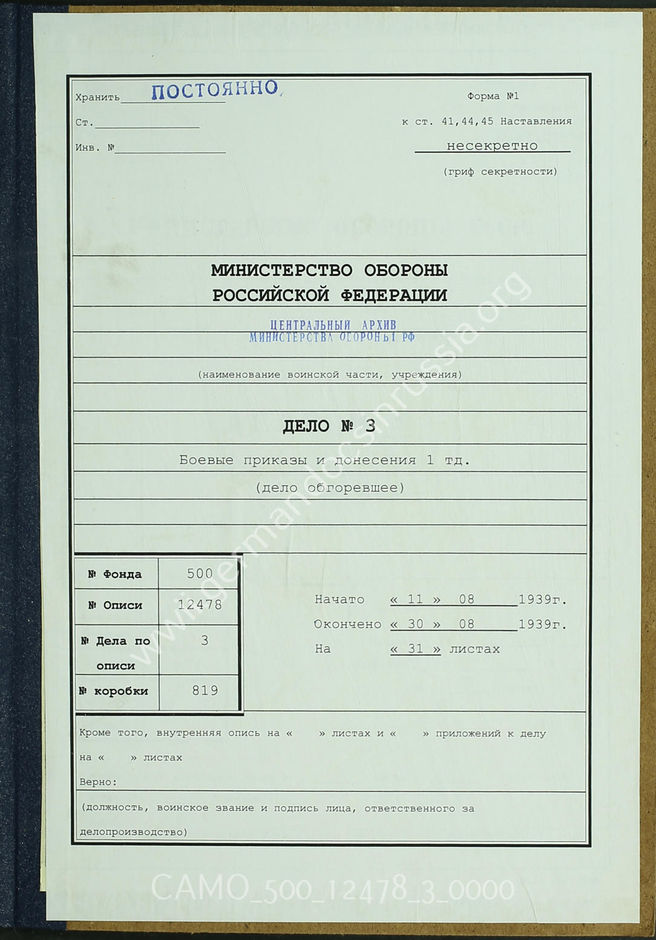 Хранить ПОСТОЯННО
Форма №1
Ст.
к ст. 41,44,45 Наставления
Инв. №
несекретно
(гриф секретности)
МИНИСТЕРСТВО ОБОРОНЫ
РОССИЙСКОЙ ФЕДЕРАЦИИ
ЦЕНТРАЛЬНЫЙ АРХИВ
МИНИСТЕРСТВА ОБОРОНЫ РФ
(наименование воинской части, учреждения)
ДЕЛО № 3
Боевые приказы и донесения 1 тд.
(дело обгоревшее)
№ Фонда 500
№ Описи 12478
№ Дела по описи 3
№ коробки 819
Начато « 11 » 08 1939г.
Окончено « 30 » 08 1939г.
На « 31 » листах
Кроме того, внутренняя опись на « » листах и « » приложений к делу
на « » листах
Верно:
(должность, воинское звание и подпись лица, ответственного за
делопроизводство)
www.germandocsinrussia.org
CAMO_500_12478_3_0000